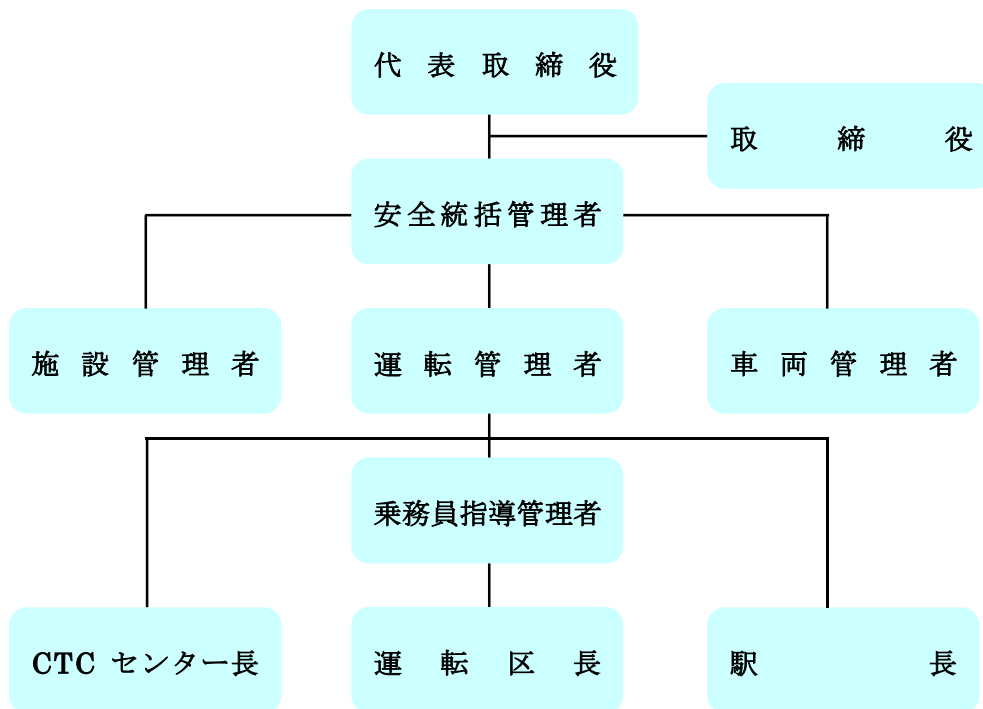 代表取締役
取締役
安全統括管理者
施設管理者
運転管理者
車両管理者
乗務員指導管理者
CTC センター長
運転区長
駅長